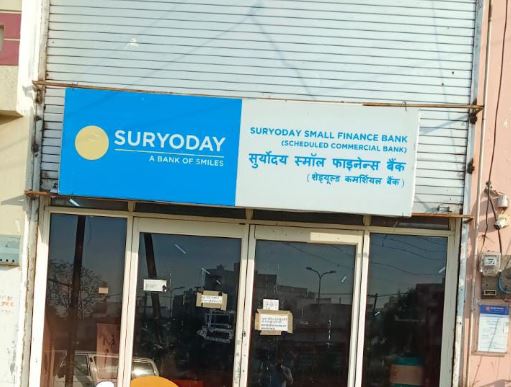 SURYODAY
A BANK OF SMILES
SURYODAY SMALL FINANCE BANK
(SCHEDULED COMMERCIAL BANK)
सुर्योदय स्मॉल फाइनेन्स बैंक
(शेड्यूल्ड कमर्शियल बैंक)